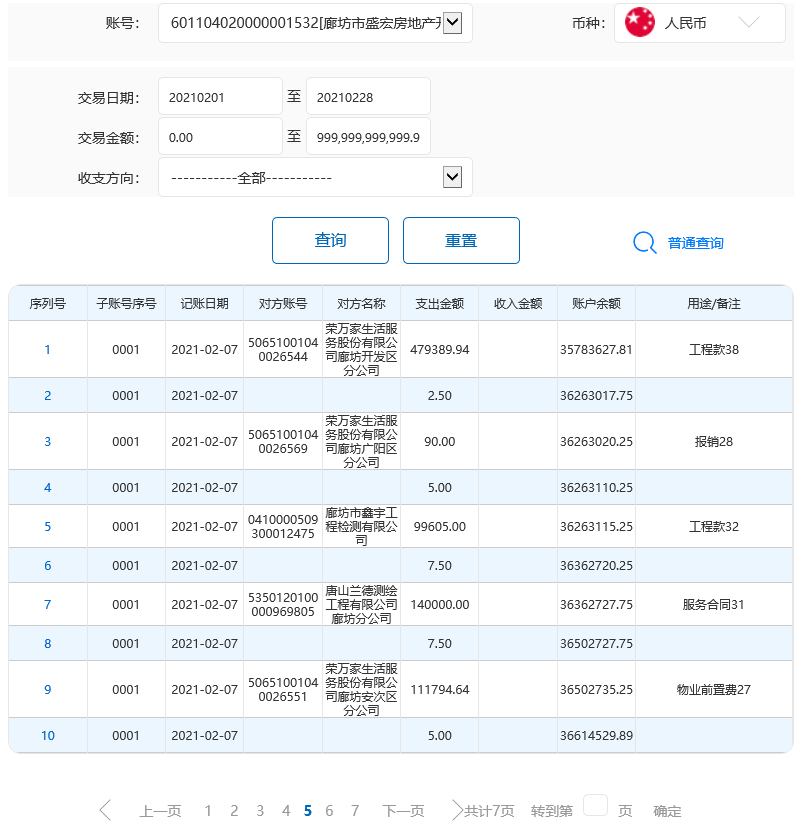 账号： 601104020000001532[廊坊市盛宏房地产开 币种： 人民币
交易日期： 20210201 至 20210228
交易金额： 0.00 至 999,999,999,999.9
收支方向： -----------全部-----------
查询 重置 普通查询
序列号 子账号序号 记账日期 对方账号 对方名称 支出金额 收入金额 账户余额 用途/备注
1 0001 2021-02-07 50651001040026544 荣万家生活服务股份有限公司廊坊开发区分公司 479389.94 35783627.81 工程款38
2 0001 2021-02-07 2.50 36263017.75
3 0001 2021-02-07 50651001040026569 荣万家生活服务股份有限公司廊坊广阳区分公司 90.00 36263020.25 报销28
4 0001 2021-02-07 5.00 36263110.25
5 0001 2021-02-07 0410000509300012475 廊坊市鑫宇工程检测有限公司 99605.00 36263115.25 工程款32
6 0001 2021-02-07 7.50 36362720.25
7 0001 2021-02-07 5350120100000969805 唐山兰德测绘工程有限公司廊坊分公司 140000.00 36362727.75 服务合同31
8 0001 2021-02-07 7.50 36502727.75
9 0001 2021-02-07 50651001040026551 荣万家生活服务股份有限公司廊坊安次区分公司 111794.64 36502735.25 物业前置费27
10 0001 2021-02-07 5.00 36614529.89
上一页 1 2 3 4 5 6 7 下一页 共计7页 转到第 页 确定